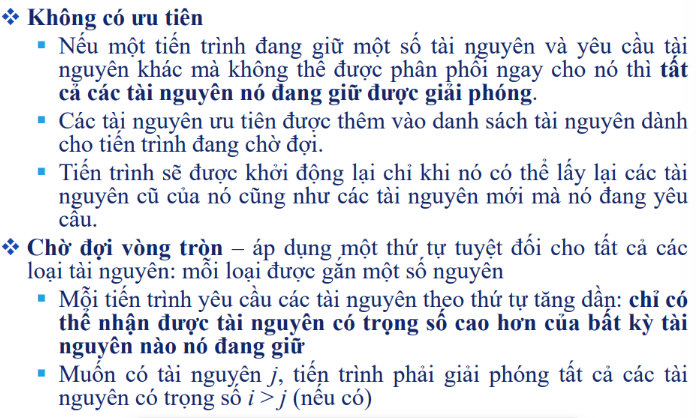 ❖ Không có ưu tiên
▪ Nếu một tiến trình đang giữ một số tài nguyên và yêu cầu tài
nguyên khác mà không thể được phân phối ngay cho nó thì tất
cả các tài nguyên nó đang giữ được giải phóng.
▪ Các tài nguyên ưu tiên được thêm vào danh sách tài nguyên dành
cho tiến trình đang chờ đợi.
▪ Tiến trình sẽ được khởi động lại chỉ khi nó có thể lấy lại các tài
nguyên cũ của nó cũng như các tài nguyên mới mà nó đang yêu
cầu.
❖ Chờ đợi vòng tròn – áp dụng một thứ tự tuyệt đối cho tất cả các
loại tài nguyên: mỗi loại được gắn một số nguyên
▪ Mỗi tiến trình yêu cầu các tài nguyên theo thứ tự tăng dần: chỉ có
thể nhận được tài nguyên có trọng số cao hơn của bất kỳ tài
nguyên nào nó đang giữ
▪ Muốn có tài nguyên j, tiến trình phải giải phóng tất cả các tài
nguyên có trọng số i > j (nếu có)